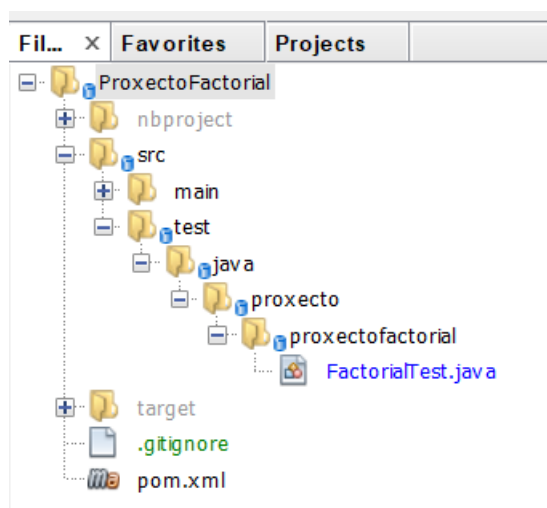 Fil... × Favorites Projects
ProxectoFactorial
nbproject
src
main
test
java
proxecto
proxectofactorial
FactorialTest.java
target
.gitignore
pom.xml